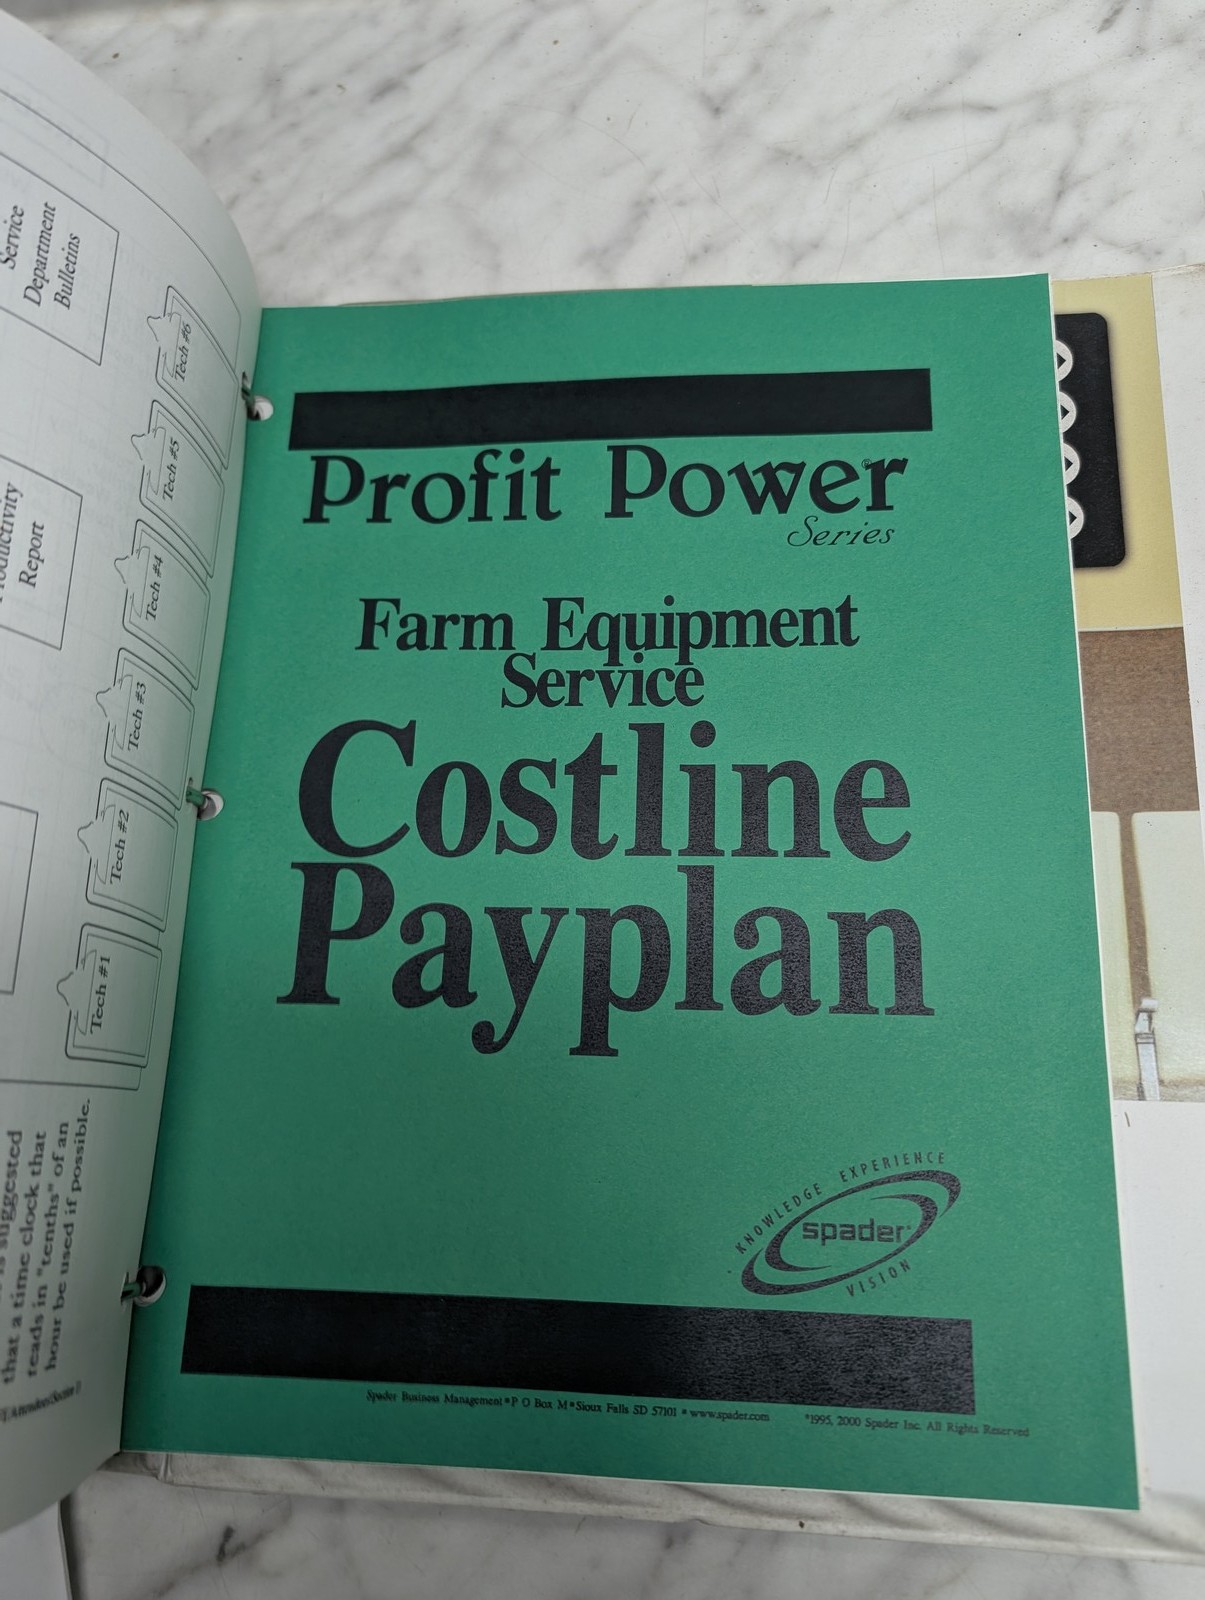 Service
Department
Bulletins
Report
Tech #6
Tech #5
Tech #4
Tech #3
Tech #2
Tech #1
is suggested
that a time clock that
reads in "tenths" of an
hour be used if possible.
Profit Power
Series
Farm Equipment
Service
Costline
Payplan
KNOWLEDGE EXPERIENCE
spader
VISION
Spader Business Management * P O Box M * Sioux Falls SD 57101 * www.spader.com *1995, 2000 Spader Inc. All Rights Reserved